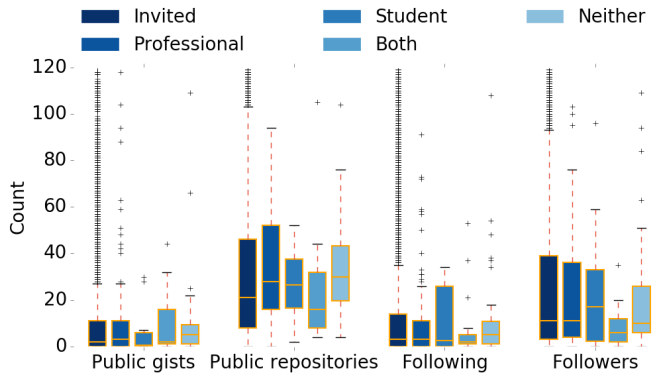 Invited Student Neither
Professional Both
120
100
80
60
40
20
0
Count
Public gists Public repositories Following Followers